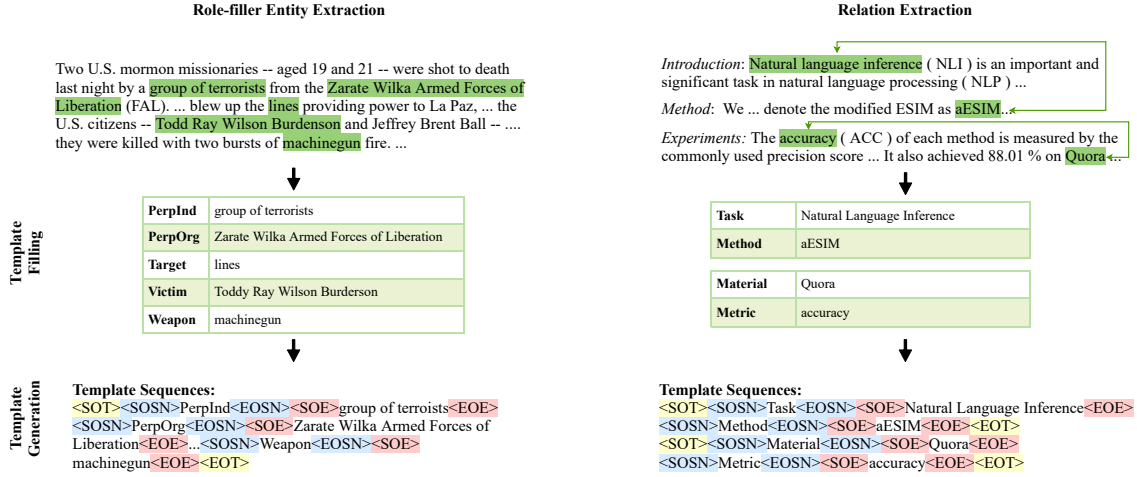 Role-filler Entity Extraction
Two U.S. mormon missionaries -- aged 19 and 21 -- were shot to death
last night by a group of terrorists from the Zarate Wilka Armed Forces of
Liberation (FAL). ... blew up the lines providing power to La Paz, ... the
U.S. citizens -- Todd Ray Wilson Burdenson and Jeffrey Brent Ball -- ....
they were killed with two bursts of machinegun fire. ...
Template
Filling
PerpInd group of terrorists
PerpOrg Zarate Wilka Armed Forces of Liberation
Target lines
Victim Toddy Ray Wilson Burderson
Weapon machinegun
Template
Generation
Template Sequences:
<SOT><SOSN>PerpInd<EOSN><SOE>group of terroists<EOE>
<SOSN>PerpOrg<EOSN><SOE>Zarate Wilka Armed Forces of
Liberation<EOE>...<SOSN>Weapon<EOSN><SOE>
machinegun<EOE><EOT>
Relation Extraction
Introduction: Natural language inference ( NLI ) is an important and
significant task in natural language processing ( NLP ) ...
Method: We ... denote the modified ESIM as aESIM...
Experiments: The accuracy ( ACC ) of each method is measured by the
commonly used precision score ... It also achieved 88.01 % on Quora ...
Task Natural Language Inference
Method aESIM
Material Quora
Metric accuracy
Template Sequences:
<SOT><SOSN>Task<EOSN><SOE>Natural Language Inference<EOE>
<SOSN>Method<EOSN><SOE>aESIM<EOE><EOT>
<SOT><SOSN>Material<EOSN><SOE>Quora<EOE>
<SOSN>Metric<EOSN><SOE>accuracy<EOE><EOT>